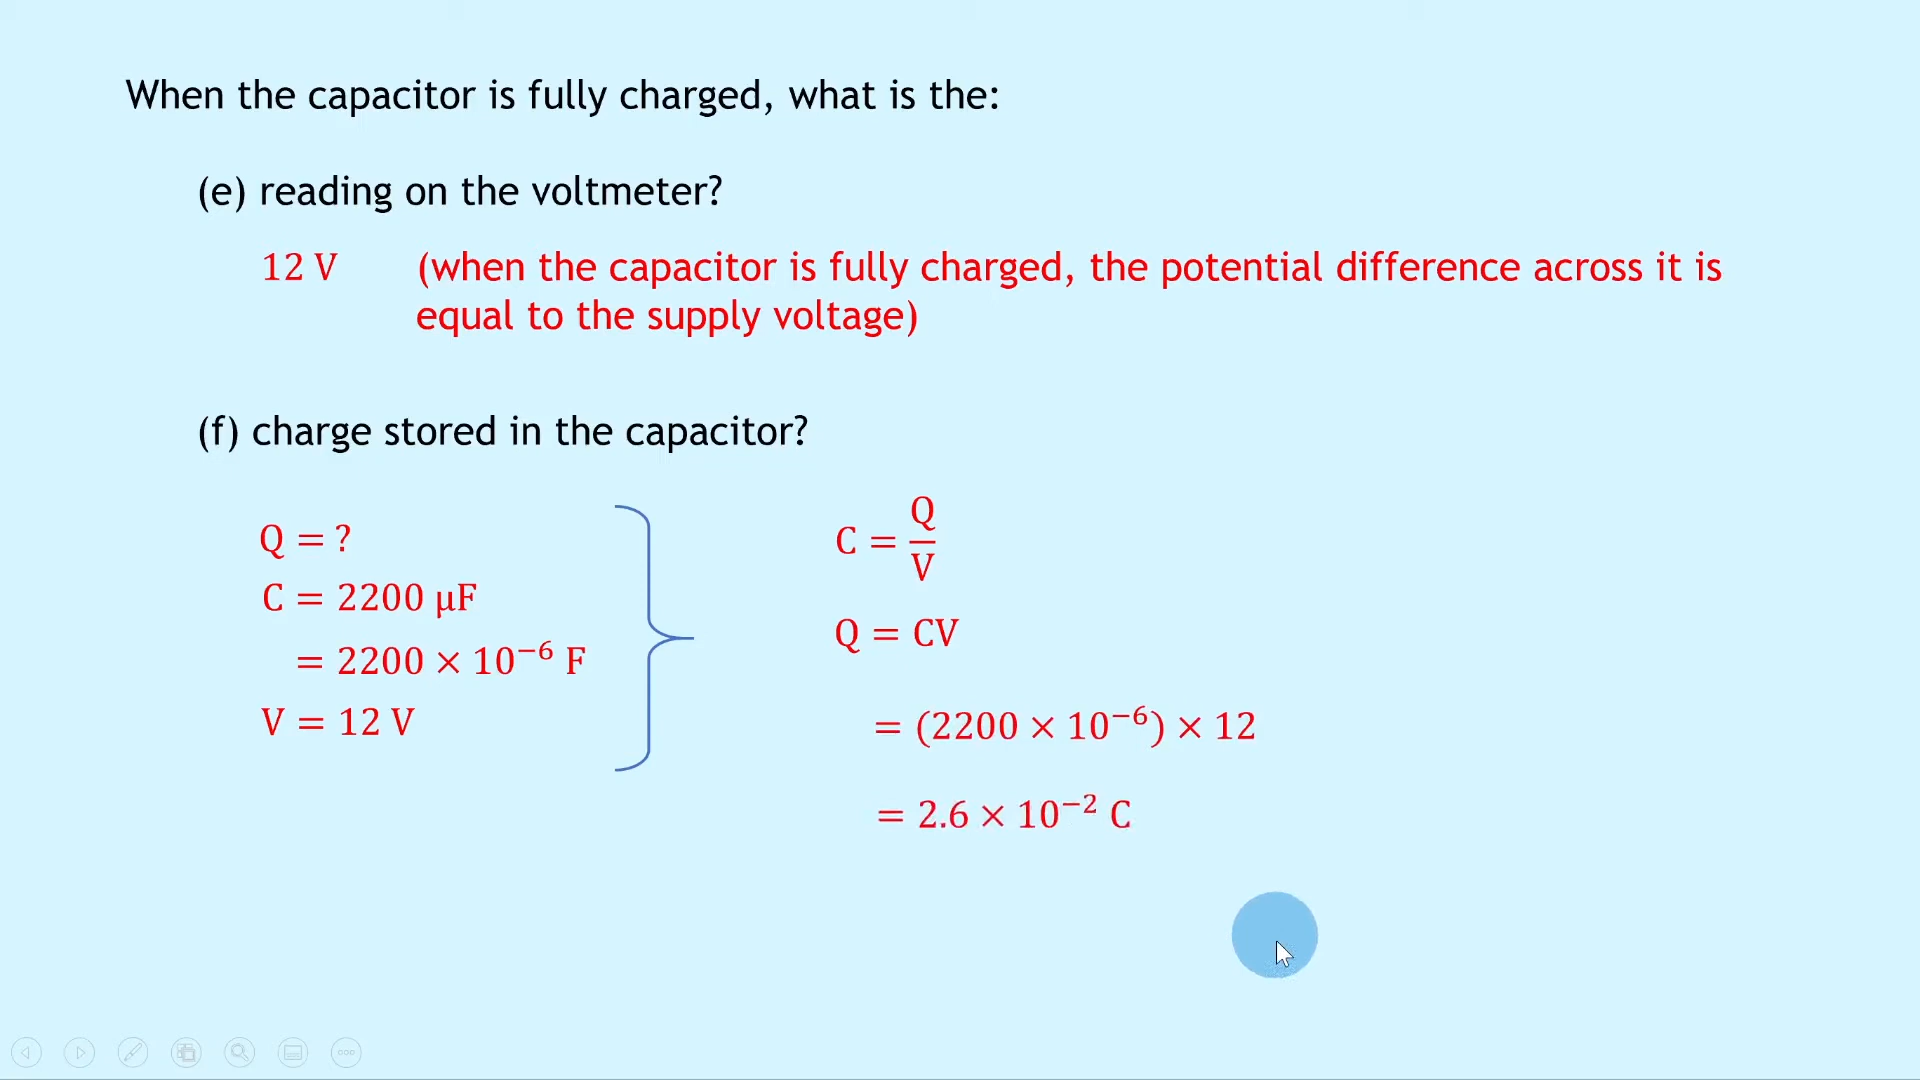 When the capacitor is fully charged, what is the:
(e) reading on the voltmeter?
12 V (when the capacitor is fully charged, the potential difference across it is
equal to the supply voltage)
(f) charge stored in the capacitor?
Q = ?
C = 2200 μF
= 2200 × 10⁻⁶ F
V = 12 V
C = Q/V
Q = CV
= (2200 × 10⁻⁶) × 12
= 2.6 × 10⁻² C